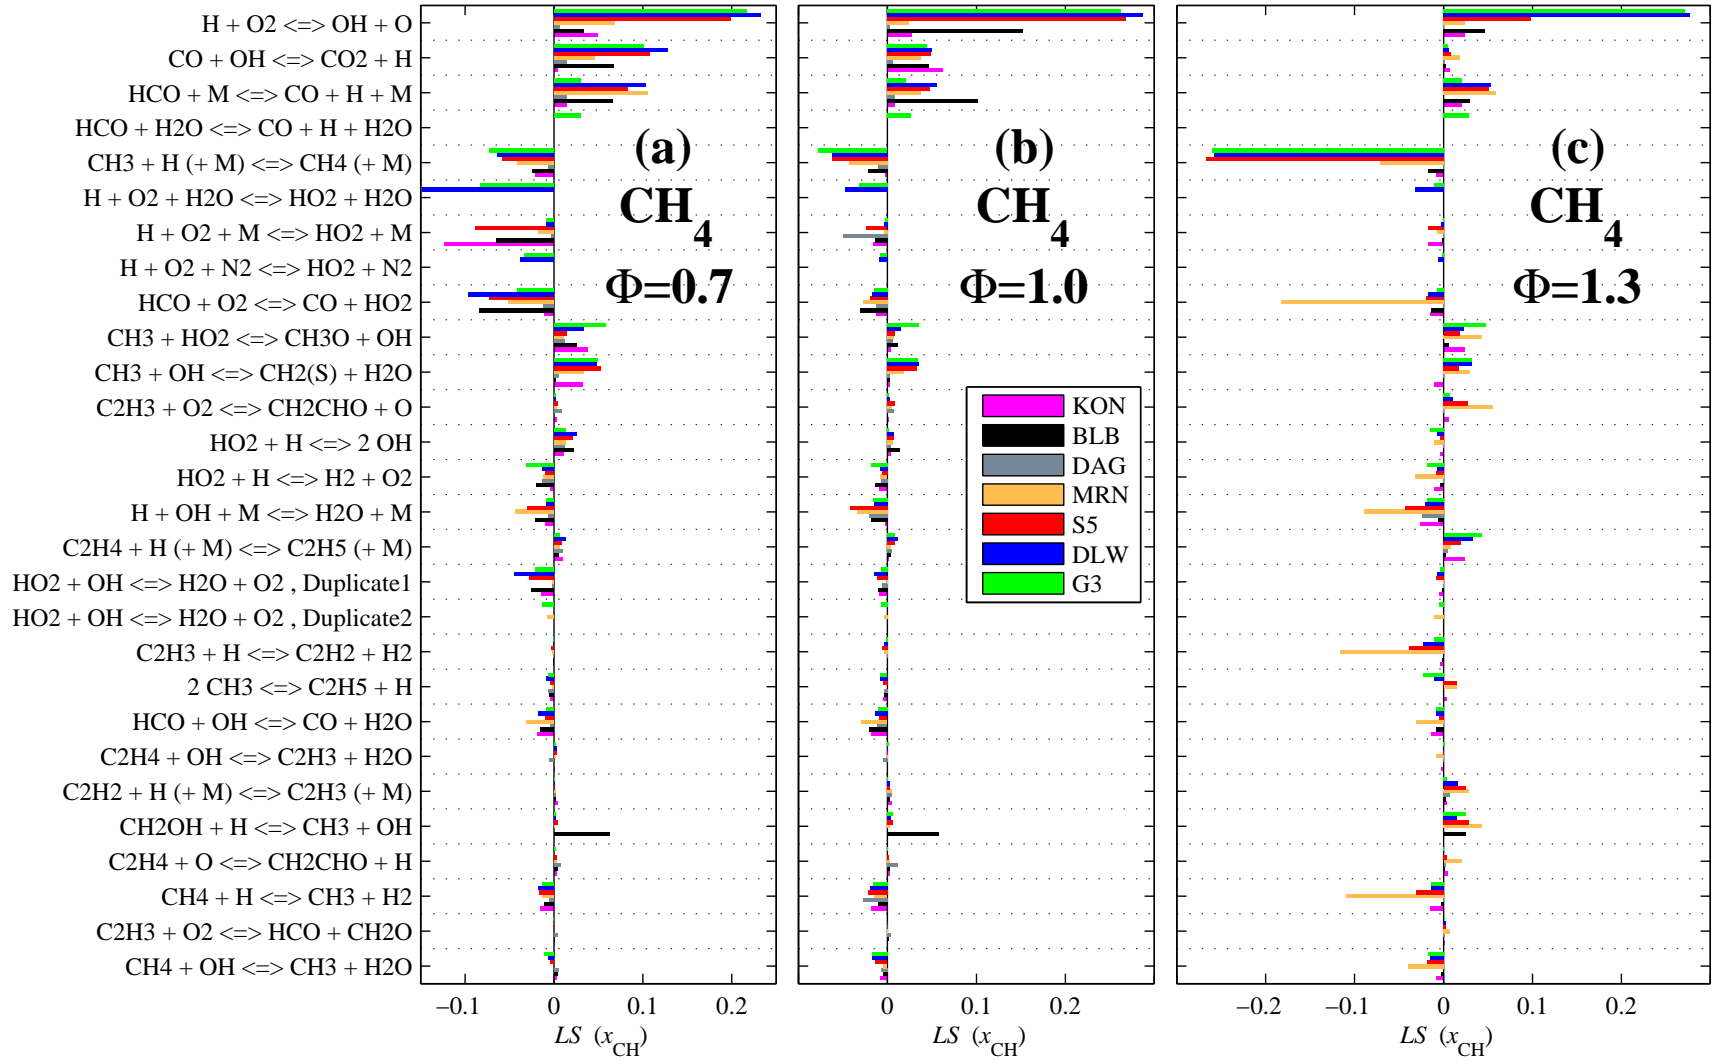 H + O2 <=> OH + O
CO + OH <=> CO2 + H
HCO + M <=> CO + H + M
HCO + H2O <=> CO + H + H2O
CH3 + H (+ M) <=> CH4 (+ M)
H + O2 + H2O <=> HO2 + H2O
H + O2 + M <=> HO2 + M
H + O2 + N2 <=> HO2 + N2
HCO + O2 <=> CO + HO2
CH3 + HO2 <=> CH3O + OH
CH3 + OH <=> CH2(S) + H2O
C2H3 + O2 <=> CH2CHO + O
HO2 + H <=> 2 OH
HO2 + H <=> H2 + O2
H + OH + M <=> H2O + M
C2H4 + H (+ M) <=> C2H5 (+ M)
HO2 + OH <=> H2O + O2 , Duplicate1
HO2 + OH <=> H2O + O2 , Duplicate2
C2H3 + H <=> C2H2 + H2
2 CH3 <=> C2H5 + H
HCO + OH <=> CO + H2O
C2H4 + OH <=> C2H3 + H2O
C2H2 + H (+ M) <=> C2H3 (+ M)
CH2OH + H <=> CH3 + OH
C2H4 + O <=> CH2CHO + H
CH4 + H <=> CH3 + H2
C2H3 + O2 <=> HCO + CH2O
CH4 + OH <=> CH3 + H2O
(a)
CH4
Φ=0.7
−0.1 0 0.1 0.2
LS (xCH)
(b)
CH4
Φ=1.0
KON
BLB
DAG
MRN
S5
DLW
G3
0 0.1 0.2
LS (xCH)
(c)
CH4
Φ=1.3
−0.2 −0.1 0 0.1 0.2
LS (xCH)